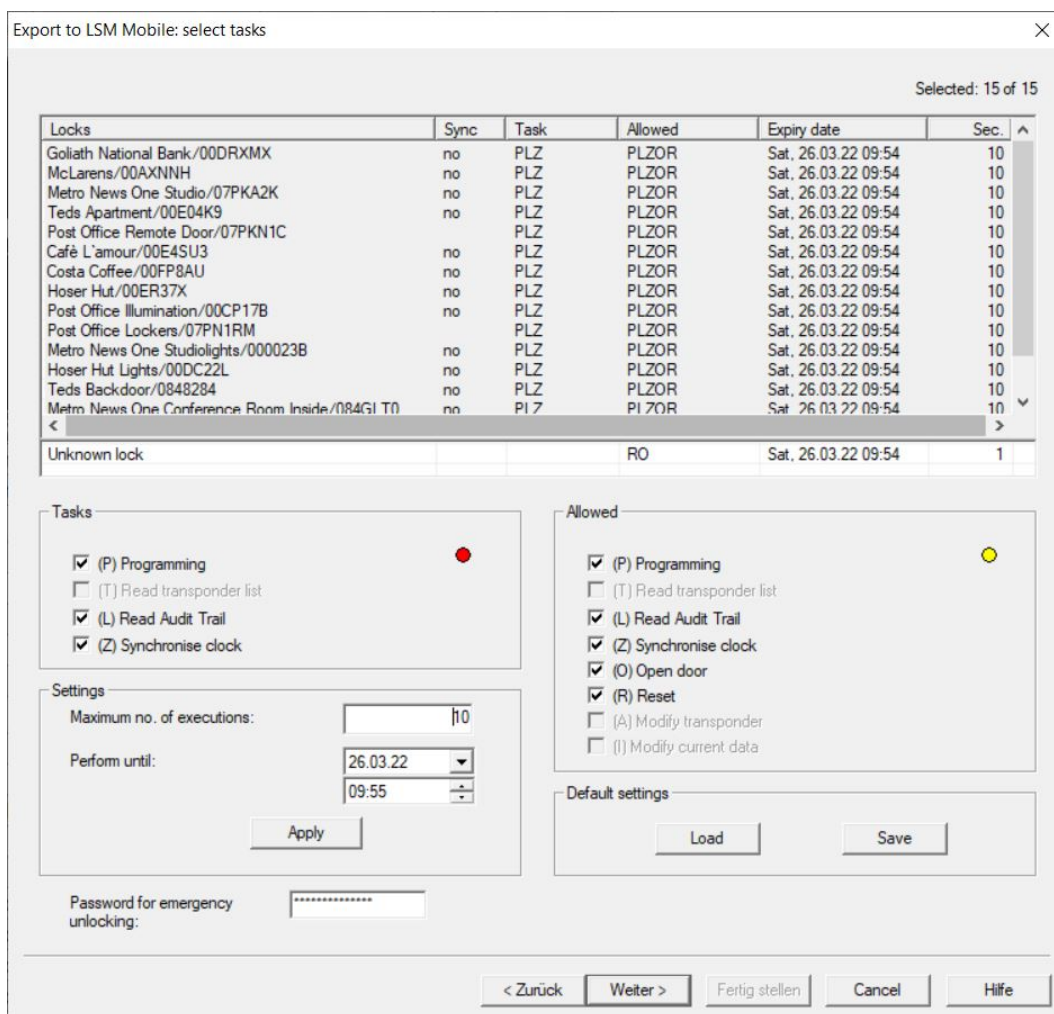 Export to LSM Mobile: select tasks
Selected: 15 of 15
Locks Sync Task Allowed Expiry date Sec.
Goliath National Bank/00DRXMX no PLZ PLZOR Sat, 26.03.22 09:54 10
McLarens/00AXNNH no PLZ PLZOR Sat, 26.03.22 09:54 10
Metro News One Studio/07PKA2K no PLZ PLZOR Sat, 26.03.22 09:54 10
Teds Apartment/00E04K9 no PLZ PLZOR Sat, 26.03.22 09:54 10
Post Office Remote Door/07PKN1C PLZ PLZOR Sat, 26.03.22 09:54 10
Cafè L`amour/00E4SU3 no PLZ PLZOR Sat, 26.03.22 09:54 10
Costa Coffee/00FP8AU no PLZ PLZOR Sat, 26.03.22 09:54 10
Hoser Hut/00ER37X no PLZ PLZOR Sat, 26.03.22 09:54 10
Post Office Illumination/00CP17B no PLZ PLZOR Sat, 26.03.22 09:54 10
Post Office Lockers/07PN1RM PLZ PLZOR Sat, 26.03.22 09:54 10
Metro News One Studiolights/000023B no PLZ PLZOR Sat, 26.03.22 09:54 10
Hoser Hut Lights/00DC22L no PLZ PLZOR Sat, 26.03.22 09:54 10
Teds Backdoor/0848284 no PLZ PLZOR Sat, 26.03.22 09:54 10
Metro News One Conference Room Inside/084GLT0 no PLZ PLZOR Sat, 26.03.22 09:54 10
Unknown lock RO Sat, 26.03.22 09:54 1
Tasks
(P) Programming
(T) Read transponder list
(L) Read Audit Trail
(Z) Synchronise clock
Allowed
(P) Programming
(T) Read transponder list
(L) Read Audit Trail
(Z) Synchronise clock
(O) Open door
(R) Reset
(A) Modify transponder
(I) Modify current data
Settings
Maximum no. of executions: 10
Perform until: 26.03.22
09:55
Apply
Default settings
Load Save
Password for emergency
unlocking: **************
< Zurück Weiter > Fertig stellen Cancel Hilfe